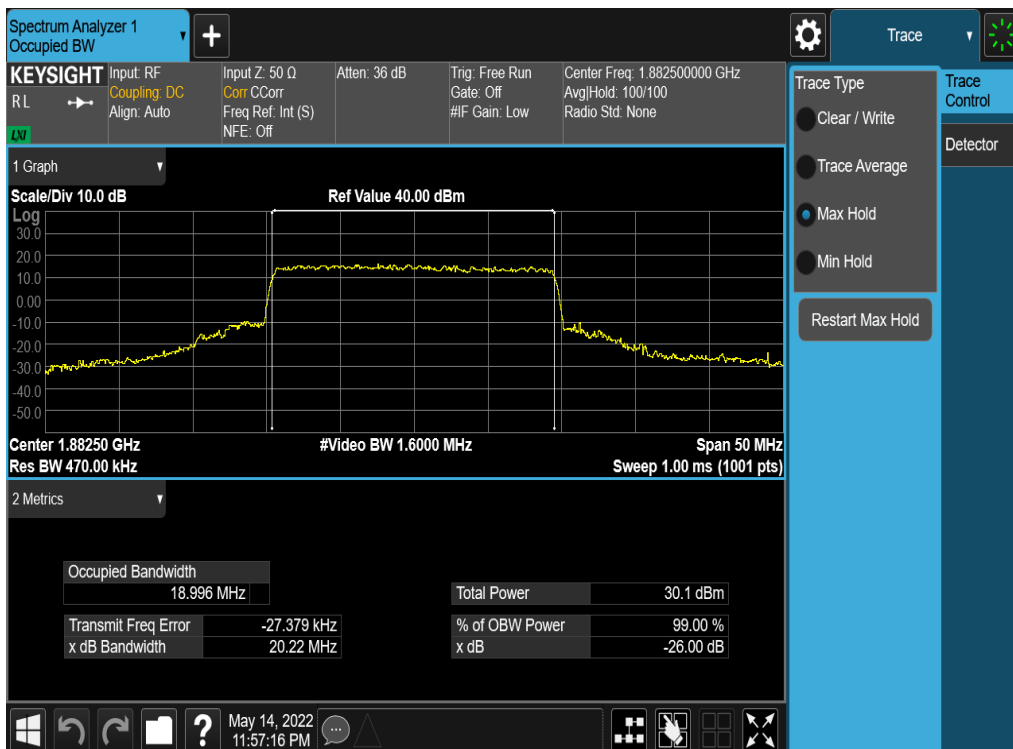 Spectrum Analyzer 1
Occupied BW
+
Trace
KEYSIGHT
R L
LXI
Input: RF
Coupling: DC
Align: Auto
Input Z: 50 Ω
Corr CCorr
Freq Ref: Int (S)
NFE: Off
Atten: 36 dB
Trig: Free Run
Gate: Off
#IF Gain: Low
Center Freq: 1.882500000 GHz
Avg|Hold: 100/100
Radio Std: None
Trace Type
Clear / Write
Trace Average
Max Hold
Min Hold
Restart Max Hold
Trace
Control
Detector
1 Graph
Scale/Div 10.0 dB
Ref Value 40.00 dBm
Log
30.0
20.0
10.0
0.00
-10.0
-20.0
-30.0
-40.0
-50.0
Center 1.88250 GHz
#Video BW 1.6000 MHz
Span 50 MHz
Res BW 470.00 kHz
Sweep 1.00 ms (1001 pts)
2 Metrics
Occupied Bandwidth
18.996 MHz
Total Power 30.1 dBm
Transmit Freq Error -27.379 kHz
% of OBW Power 99.00 %
x dB Bandwidth 20.22 MHz
x dB -26.00 dB
?
May 14, 2022
11:57:16 PM